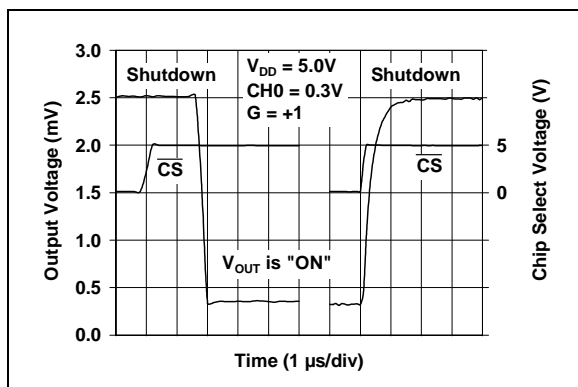 Output Voltage (mV)
3.0
2.5
2.0
1.5
1.0
0.5
0.0
Shutdown
V_DD = 5.0V
CH0 = 0.3V
G = +1
Shutdown
CS
CS
V_OUT is "ON"
5
0
Chip Select Voltage (V)
Time (1 µs/div)